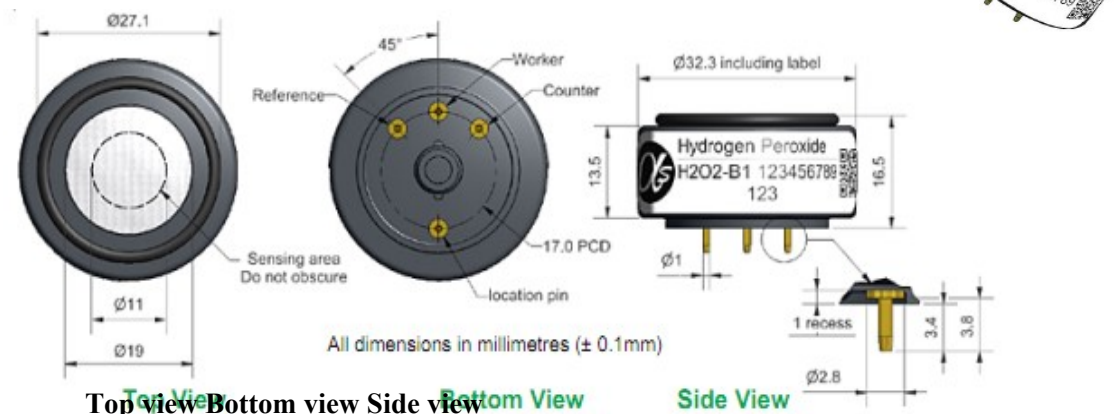 Ø27.1
45°
Worker
Reference
Counter
Ø32.3 including label
Hydrogen Peroxide
H2O2-B1 123456789
123
13.5
16.5
Sensing area
Do not obscure
17.0 PCD
location pin
Ø1
Ø11
Ø19
1 recess
3.4
3.8
Ø2.8
All dimensions in millimetres (± 0.1mm)
Top View Bottom View Side View
Top view Bottom view Side view